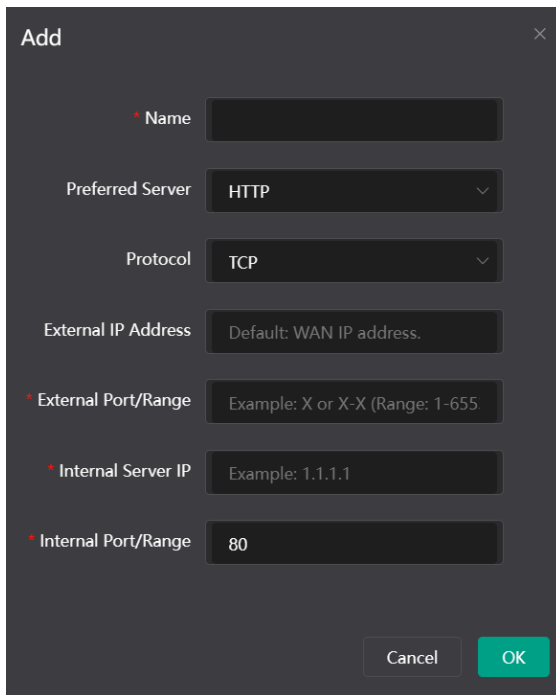 Add
* Name
Preferred Server HTTP
Protocol TCP
External IP Address Default: WAN IP address.
* External Port/Range Example: X or X-X (Range: 1-655
* Internal Server IP Example: 1.1.1.1
* Internal Port/Range 80
Cancel OK